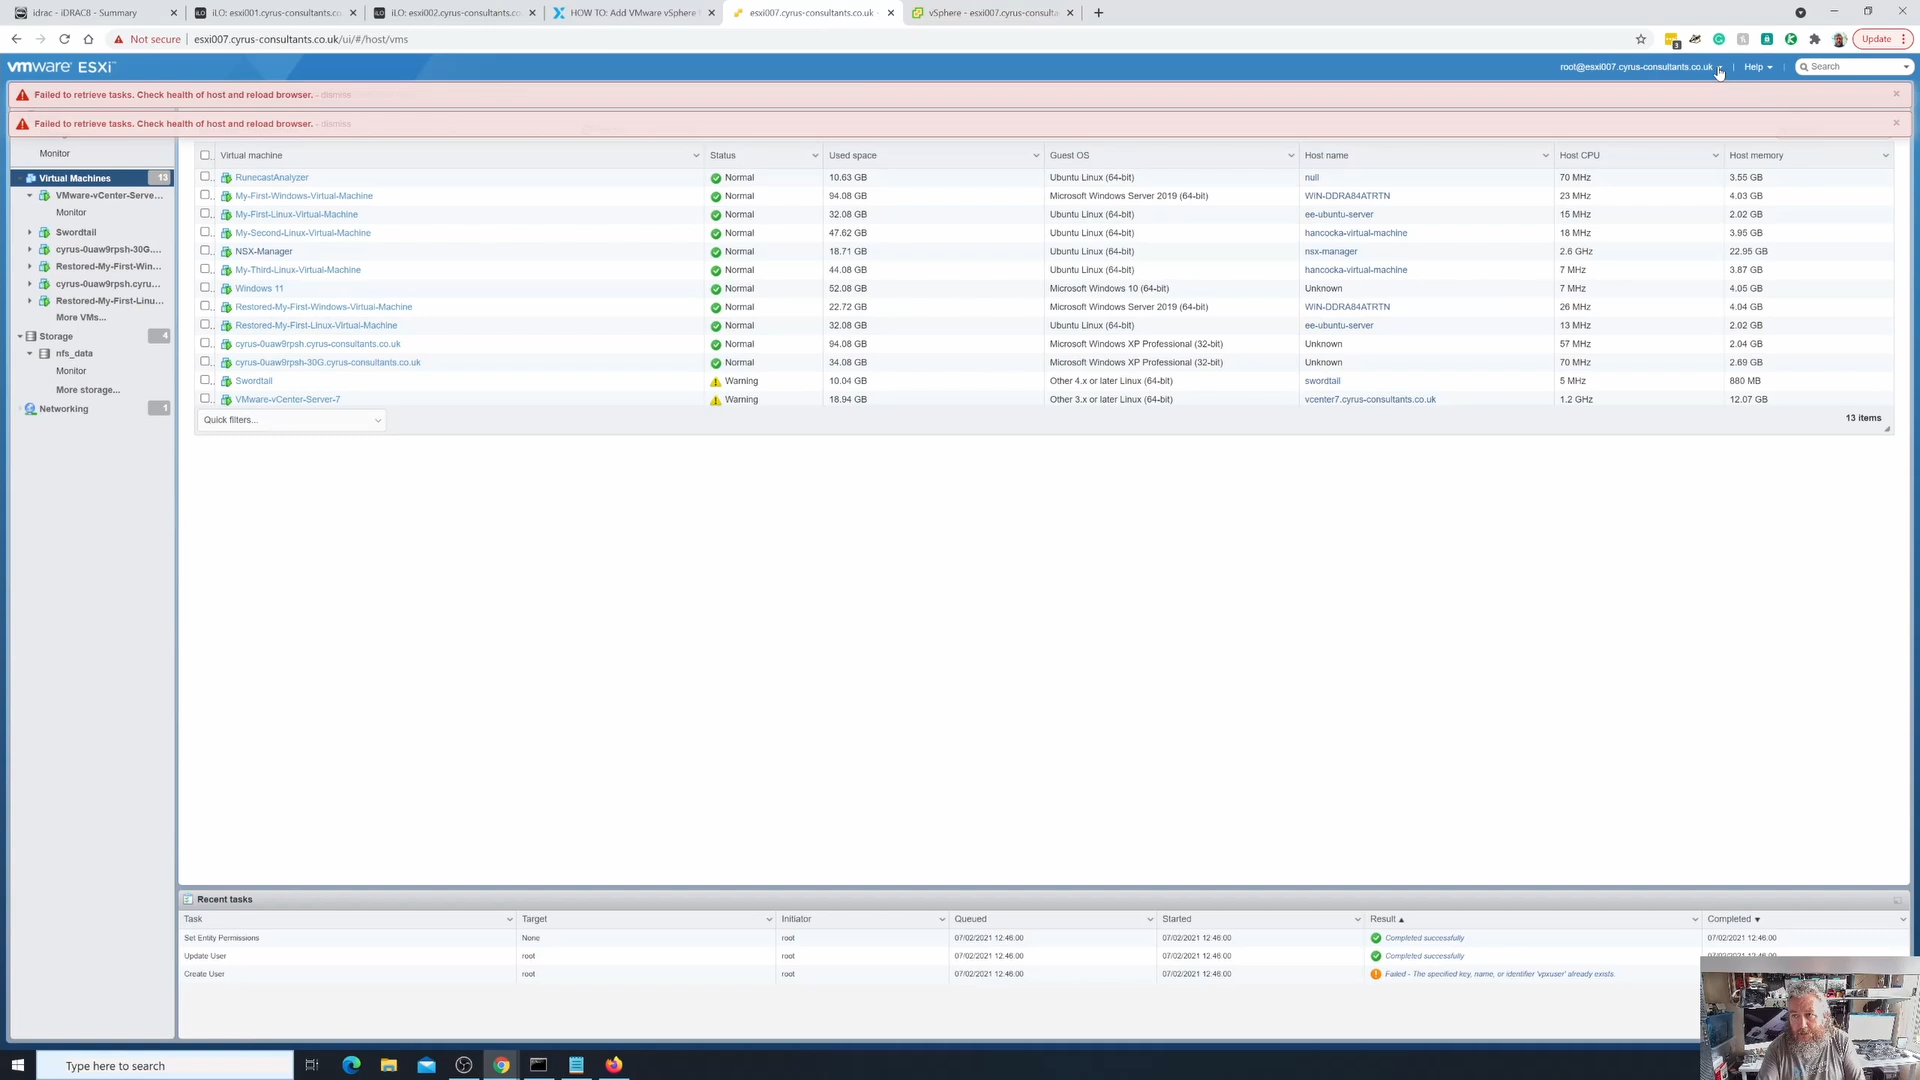 idrac - iDRAC8 - Summary
iLO: esxi001.cyrus-consultants.co
iLO: esxi002.cyrus-consultants.co
HOW TO: Add VMware vSphere
esxi007.cyrus-consultants.co.uk
vSphere - esxi007.cyrus-consulta
Not secure
esxi007.cyrus-consultants.co.uk/ui/#/host/vms
Update
vmware ESXi
root@esxi007.cyrus-consultants.co.uk
Help
Search
Failed to retrieve tasks. Check health of host and reload browser. - dismiss
Failed to retrieve tasks. Check health of host and reload browser. - dismiss
Monitor
Virtual Machines 13
VMware-vCenter-Serve...
Monitor
Swordtail
cyrus-0uaw9rpsh-30G....
Restored-My-First-Win...
cyrus-0uaw9rpsh.cyru...
Restored-My-First-Linu...
More VMs...
Storage 4
nfs_data
Monitor
More storage...
Networking 1
Virtual machine Status Used space Guest OS Host name Host CPU Host memory
RunecastAnalyzer Normal 10.63 GB Ubuntu Linux (64-bit) null 70 MHz 3.55 GB
My-First-Windows-Virtual-Machine Normal 94.08 GB Microsoft Windows Server 2019 (64-bit) WIN-DDRA84ATRTN 23 MHz 4.03 GB
My-First-Linux-Virtual-Machine Normal 32.08 GB Ubuntu Linux (64-bit) ee-ubuntu-server 15 MHz 2.02 GB
My-Second-Linux-Virtual-Machine Normal 47.62 GB Ubuntu Linux (64-bit) hancocka-virtual-machine 18 MHz 3.95 GB
NSX-Manager Normal 18.71 GB Ubuntu Linux (64-bit) nsx-manager 2.6 GHz 22.95 GB
My-Third-Linux-Virtual-Machine Normal 44.08 GB Ubuntu Linux (64-bit) hancocka-virtual-machine 7 MHz 3.87 GB
Windows 11 Normal 52.08 GB Microsoft Windows 10 (64-bit) Unknown 7 MHz 4.05 GB
Restored-My-First-Windows-Virtual-Machine Normal 22.72 GB Microsoft Windows Server 2019 (64-bit) WIN-DDRA84ATRTN 26 MHz 4.04 GB
Restored-My-First-Linux-Virtual-Machine Normal 32.08 GB Ubuntu Linux (64-bit) ee-ubuntu-server 13 MHz 2.02 GB
cyrus-0uaw9rpsh.cyrus-consultants.co.uk Normal 94.08 GB Microsoft Windows XP Professional (32-bit) Unknown 57 MHz 2.04 GB
cyrus-0uaw9rpsh-30G.cyrus-consultants.co.uk Normal 34.08 GB Microsoft Windows XP Professional (32-bit) Unknown 70 MHz 2.69 GB
Swordtail Warning 10.04 GB Other 4.x or later Linux (64-bit) swordtail 5 MHz 880 MB
VMware-vCenter-Server-7 Warning 18.94 GB Other 3.x or later Linux (64-bit) vcenter7.cyrus-consultants.co.uk 1.2 GHz 12.07 GB
Quick filters...
13 items
Recent tasks
Task Target Initiator Queued Started Result Completed
Set Entity Permissions None root 07/02/2021 12:46:00 07/02/2021 12:46:00 Completed successfully 07/02/2021 12:46:00
Update User root root 07/02/2021 12:46:00 07/02/2021 12:46:00 Completed successfully 07/02/2021 12:46:00
Create User root root 07/02/2021 12:46:00 07/02/2021 12:46:00 Failed - The specified key, name, or identifier 'vpxuser' already exists.
Type here to search